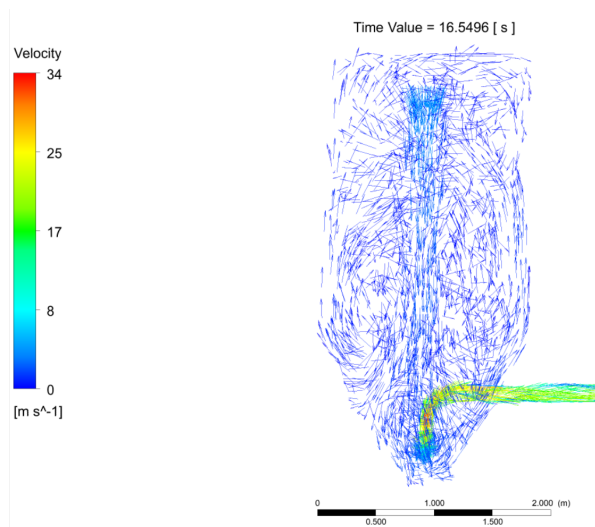 Time Value = 16.5496 [ s ]
Velocity
34
25
17
8
0
[m s^-1]
0 1.000 2.000 (m)
0.500 1.500